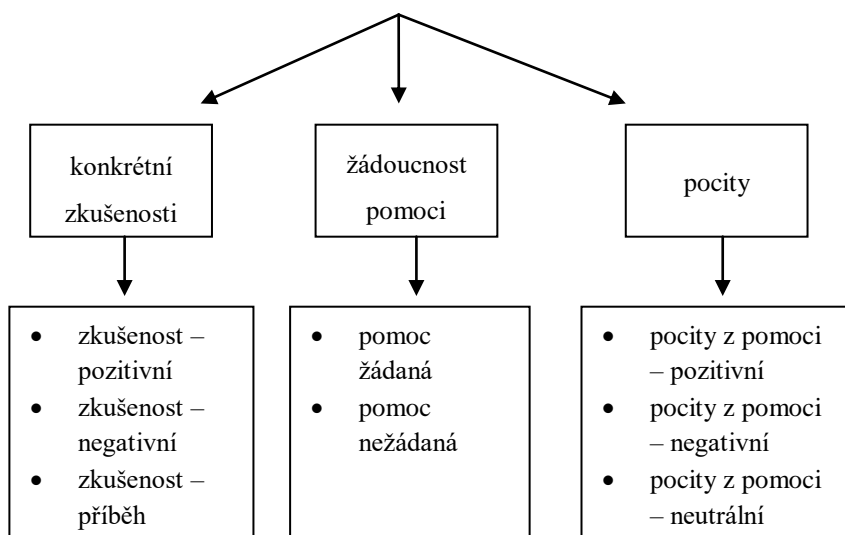 konkrétní
zkušenosti
žádoucnost
pomoci
pocity
• zkušenost –
pozitivní
• zkušenost –
negativní
• zkušenost –
příběh
• pomoc
žádaná
• pomoc
nežádaná
• pocity z pomoci
– pozitivní
• pocity z pomoci
– negativní
• pocity z pomoci
– neutrální